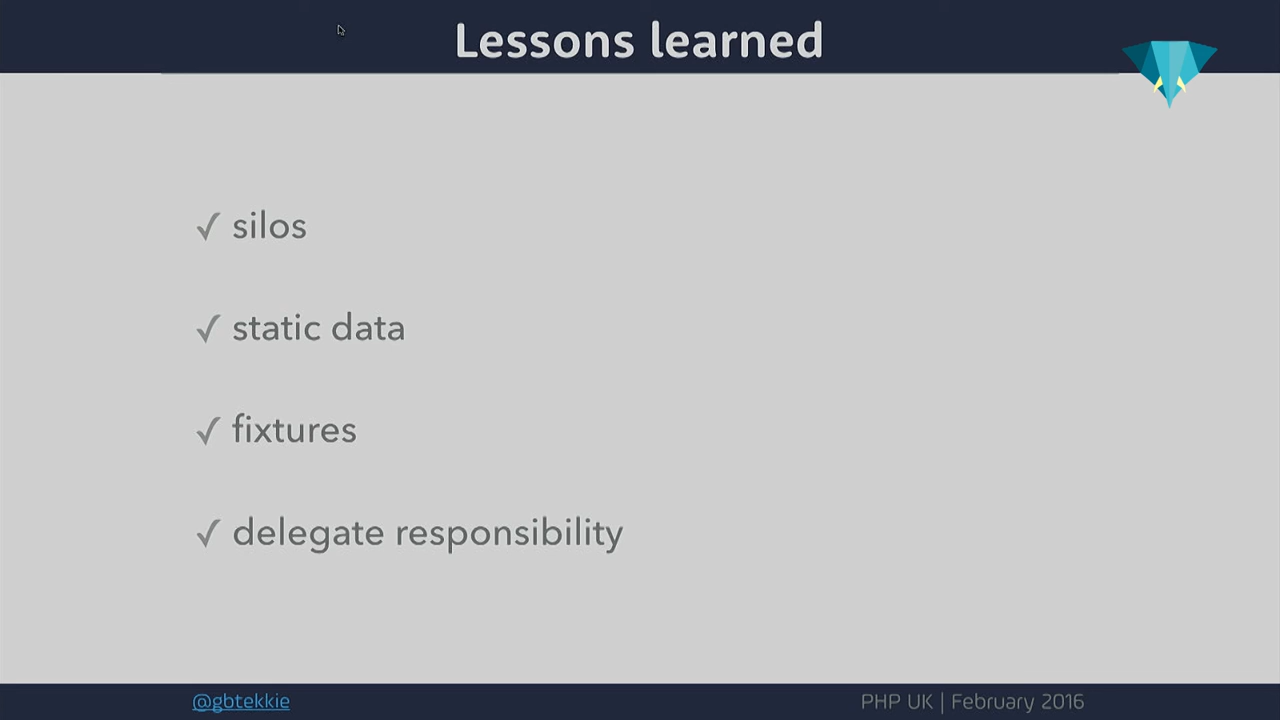 Lessons learned
✓ silos
✓ static data
✓ fixtures
✓ delegate responsibility
@gbtekkie
PHP UK | February 2016